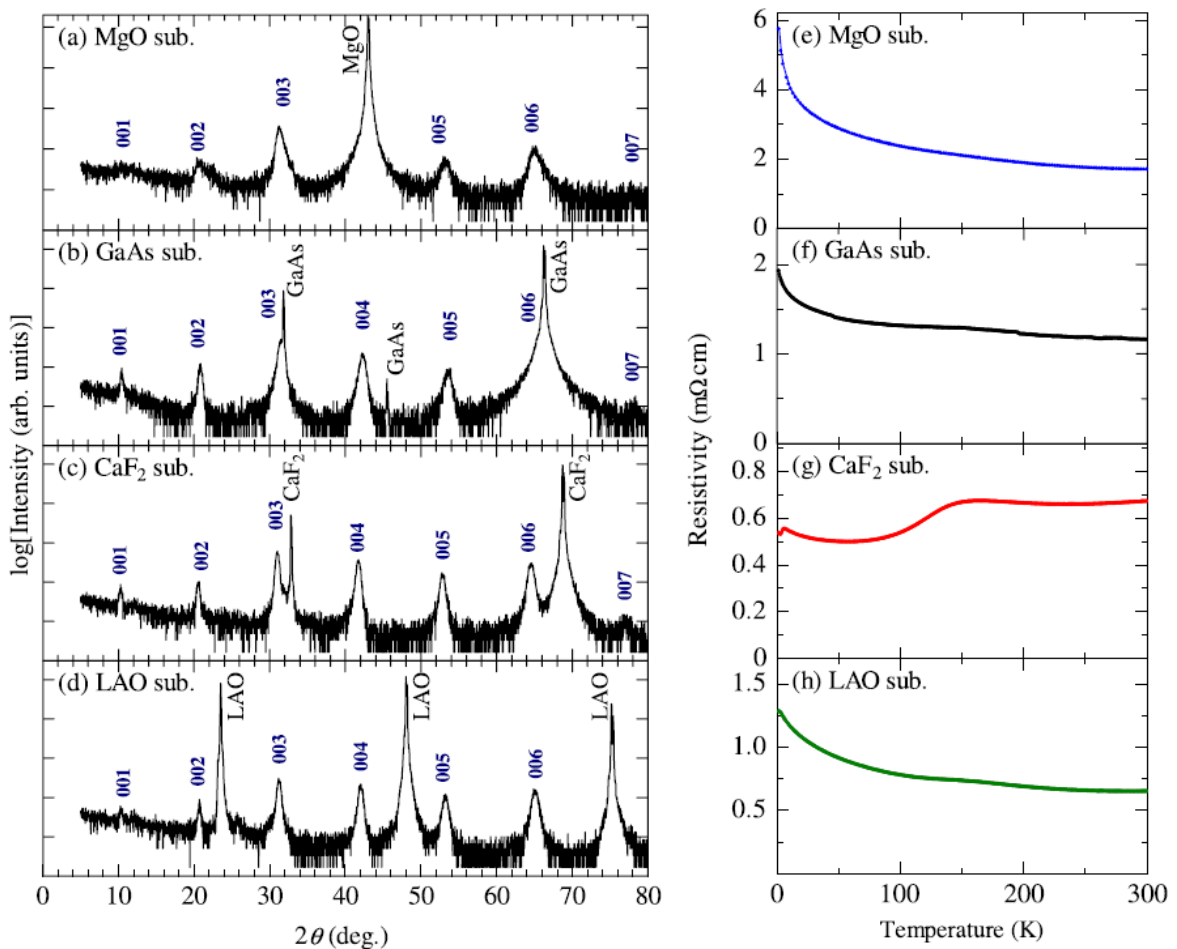 (a) MgO sub.
001
002
003
MgO
005
006
007
(b) GaAs sub.
001
002
003
GaAs
004
GaAs
005
006
GaAs
007
(c) CaF2 sub.
001
002
003
CaF2
004
005
006
CaF2
007
(d) LAO sub.
001
002
LAO
003
004
LAO
005
006
LAO
log[Intensity (arb. units)]
0 10 20 30 40 50 60 70 80
2θ (deg.)
(e) MgO sub.
6
4
2
0
(f) GaAs sub.
2
1
0
(g) CaF2 sub.
0.8
0.6
0.4
0.2
0
(h) LAO sub.
1.5
1.0
0.5
Resistivity (mΩcm)
0 100 200 300
Temperature (K)